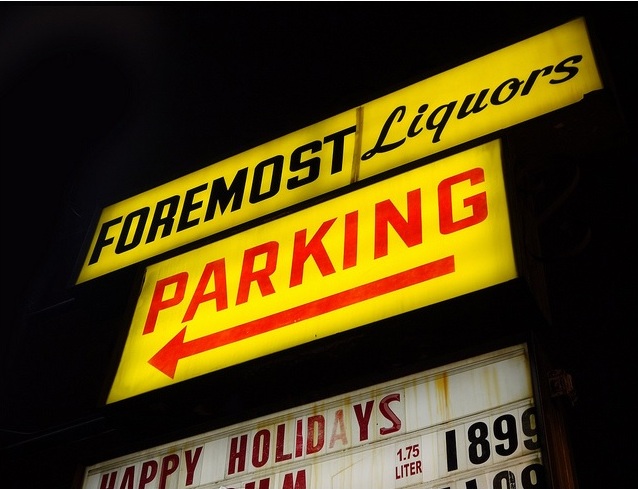 FOREMOST Liquors
PARKING
HAPPY HOLIDAYS
1.75 LITER 1899